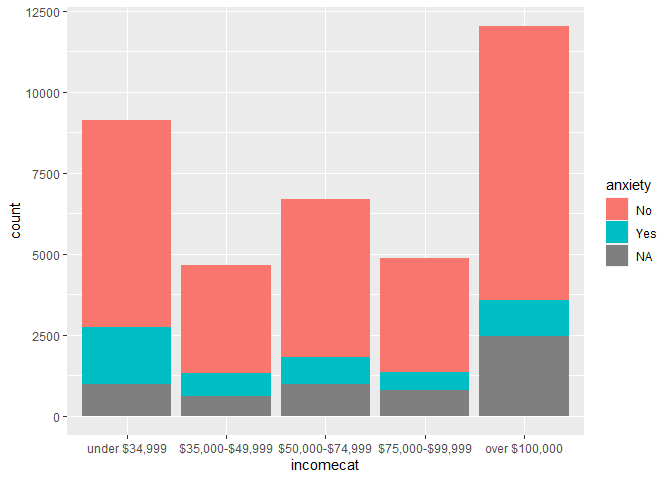 12500
10000
7500
5000
2500
0
count
under $34,999 $35,000-$49,999 $50,000-$74,999 $75,000-$99,999 over $100,000
incomecat
anxiety
No
Yes
NA